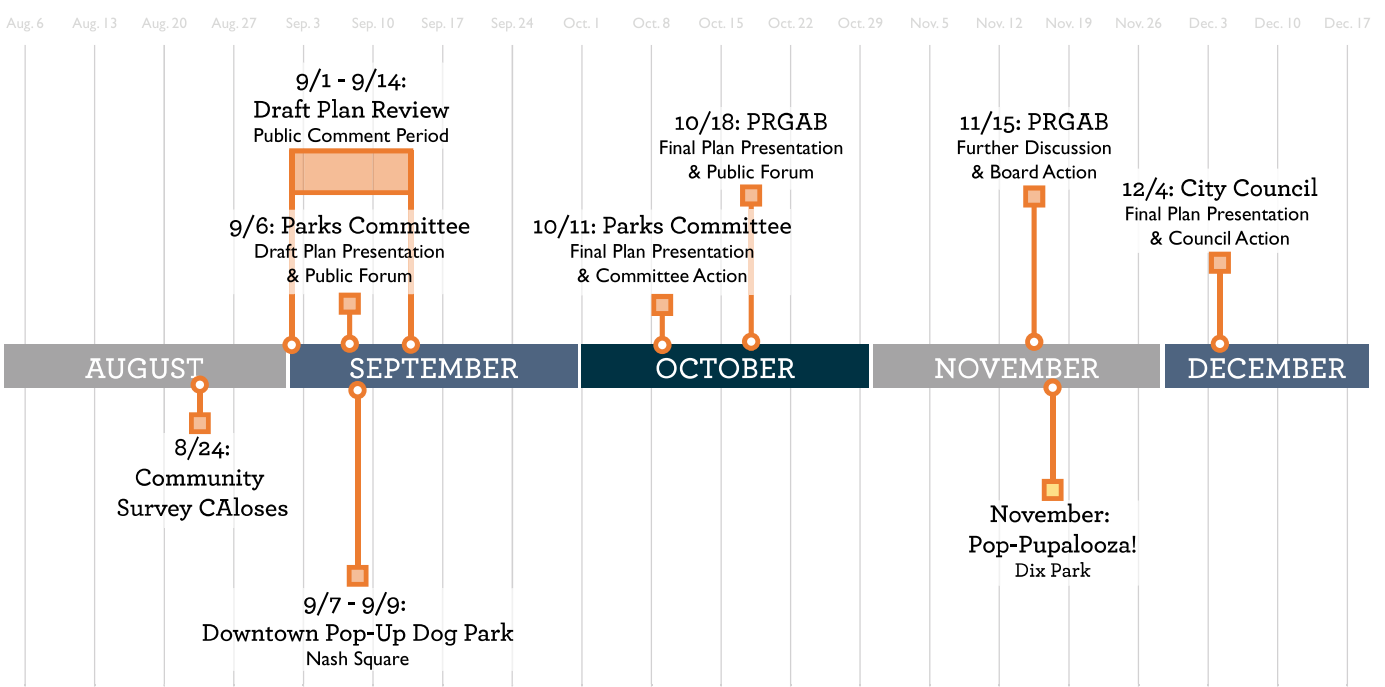 Aug. 6 Aug. 13 Aug. 20 Aug. 27 Sep. 3 Sep. 10 Sep. 17 Sep. 24 Oct. 1 Oct. 8 Oct. 15 Oct. 22 Oct. 29 Nov. 5 Nov. 12 Nov. 19 Nov. 26 Dec. 3 Dec. 10 Dec. 17
9/1 - 9/14:
Draft Plan Review
Public Comment Period
9/6: Parks Committee
Draft Plan Presentation
& Public Forum
10/11: Parks Committee
Final Plan Presentation
& Committee Action
10/18: PRGAB
Final Plan Presentation
& Public Forum
11/15: PRGAB
Further Discussion
& Board Action
12/4: City Council
Final Plan Presentation
& Council Action
AUGUST SEPTEMBER OCTOBER NOVEMBER DECEMBER
8/24:
Community
Survey CAloses
9/7 - 9/9:
Downtown Pop-Up Dog Park
Nash Square
November:
Pop-Pupalooza!
Dix Park